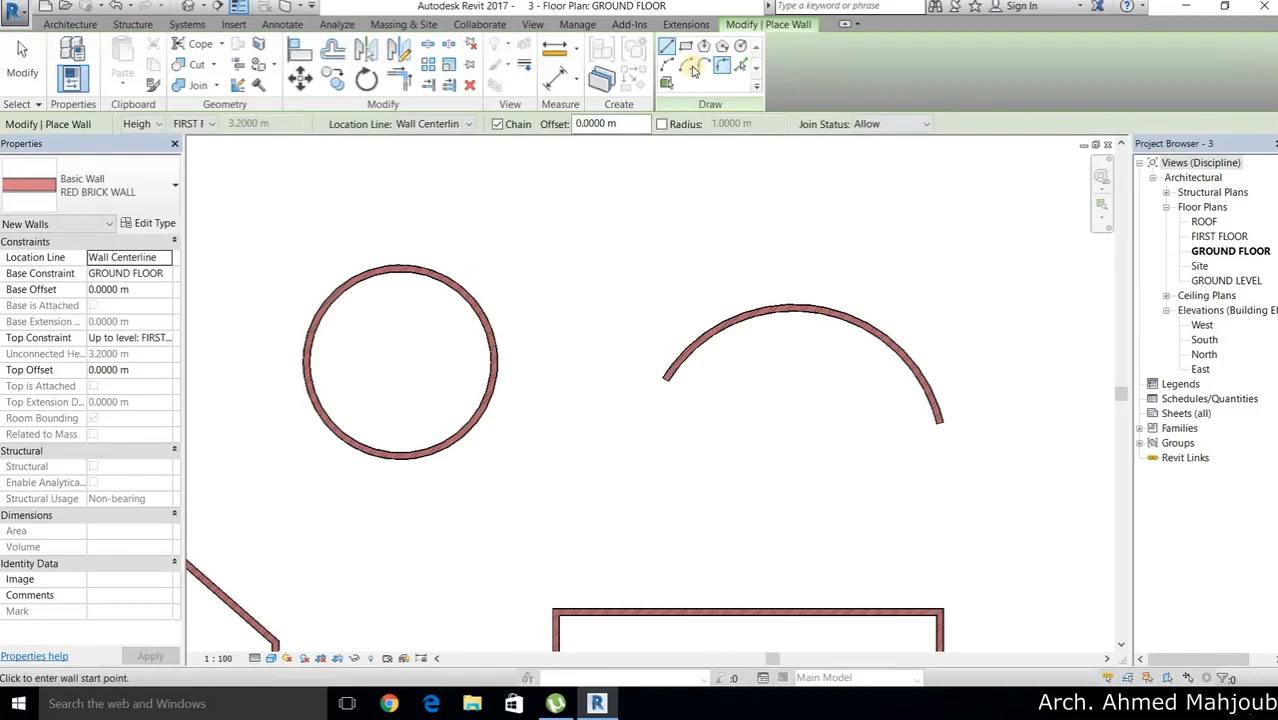 Autodesk Revit 2017 - 3 - Floor Plan: GROUND FLOOR
Type a keyword or phrase
Sign In
Architecture Structure Systems Insert Annotate Analyze Massing & Site Collaborate View Manage Add-Ins Extensions Modify | Place Wall
Modify
Paste
Cope
Cut
Join
Select Properties Clipboard Geometry Modify View Measure Create Draw
Modify | Place Wall Heigh FIRST F 3.2000 m Location Line: Wall Centerlin Chain Offset: 0.0000 m Radius: 1.0000 m Join Status: Allow
Properties
Basic Wall
RED BRICK WALL
New Walls Edit Type
Constraints
Location Line Wall Centerline
Base Constraint GROUND FLOOR
Base Offset 0.0000 m
Base is Attached
Base Extension ... 0.0000 m
Top Constraint Up to level: FIRST...
Unconnected He... 3.2000 m
Top Offset 0.0000 m
Top is Attached
Top Extension D... 0.0000 m
Room Bounding
Related to Mass
Structural
Structural
Enable Analytica...
Structural Usage Non-bearing
Dimensions
Area
Volume
Identity Data
Image
Comments
Mark
Properties help Apply
Project Browser - 3
Views (Discipline)
Architectural
Structural Plans
Floor Plans
ROOF
FIRST FLOOR
GROUND FLOOR
Site
GROUND LEVEL
Ceiling Plans
Elevations (Building El
West
South
North
East
Legends
Schedules/Quantities
Sheets (all)
Families
Groups
Revit Links
1 : 100
Click to enter wall start point.
:0 Main Model :0
Search the web and Windows
Arch. Ahmed Mahjoub